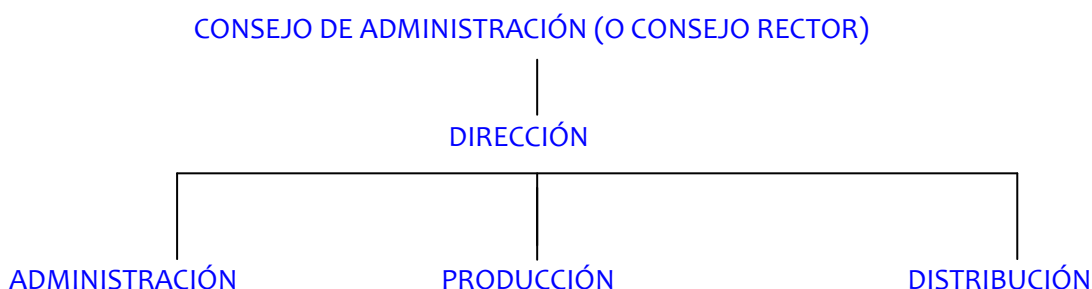 CONSEJO DE ADMINISTRACIÓN (O CONSEJO RECTOR)
DIRECCIÓN
ADMINISTRACIÓN PRODUCCIÓN DISTRIBUCIÓN